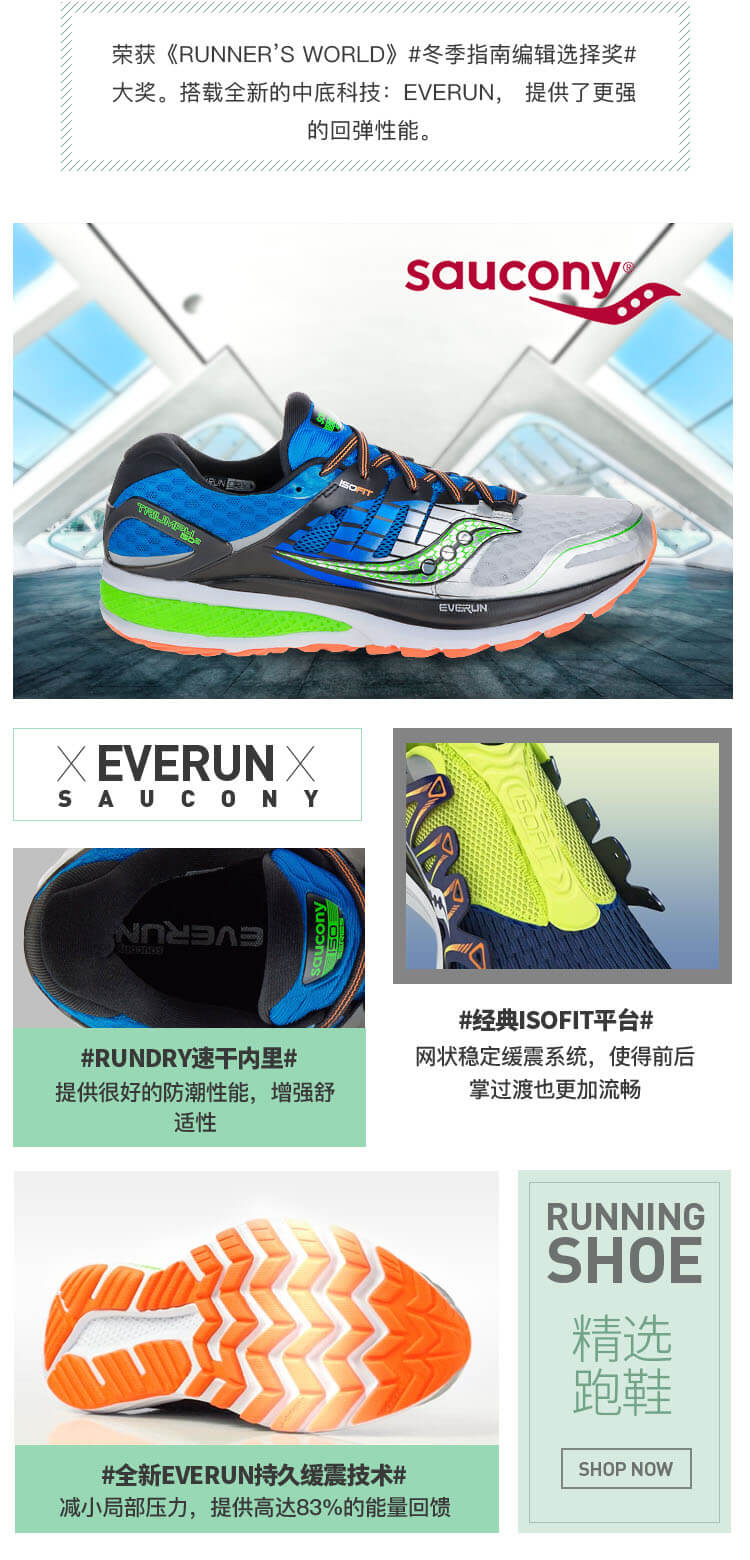 荣获《RUNNER'S WORLD》#冬季指南编辑选择奖#
大奖。搭载全新的中底科技：EVERUN， 提供了更强
的回弹性能。
saucony®
ISOFIT
TRIUMPH
ISO²
EVERUN
EVERUN
SAUCONY
ISOFIT
EVERUN
saucony
saucony
ISO
SERIES
#RUNDRY速干内里#
提供很好的防潮性能，增强舒
适性
#经典ISOFIT平台#
网状稳定缓震系统，使得前后
掌过渡也更加流畅
RUNNING
SHOE
精选
跑鞋
SHOP NOW
#全新EVERUN持久缓震技术#
减小局部压力，提供高达83%的能量回馈